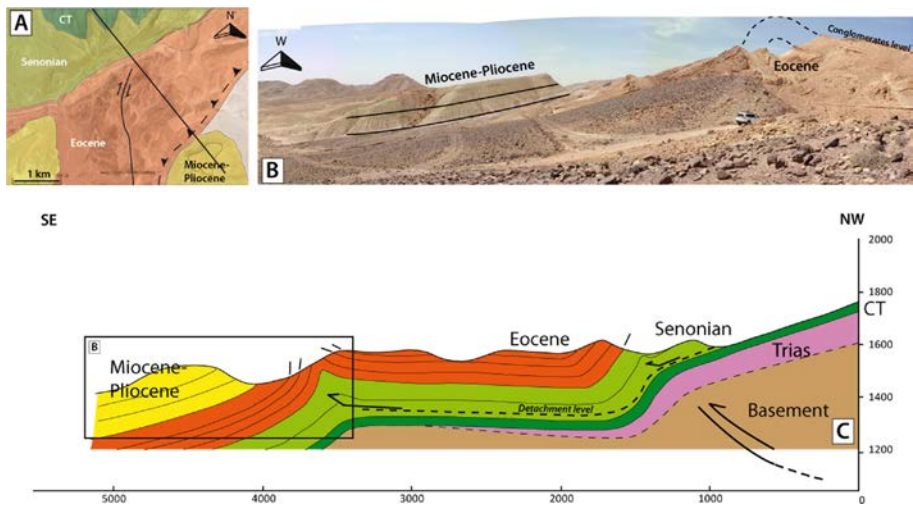 A
CT
N
Senonian
Eocene
Miocene-
Pliocene
1 km
W
Miocene-Pliocene
Conglomerates level
Eocene
B
SE
NW
2000
1800
CT
B
Eocene
Senonian
1600
Trias
Miocene-
Pliocene
Detachment level
Basement
1400
C
1200
5000
4000
3000
2000
1000
0